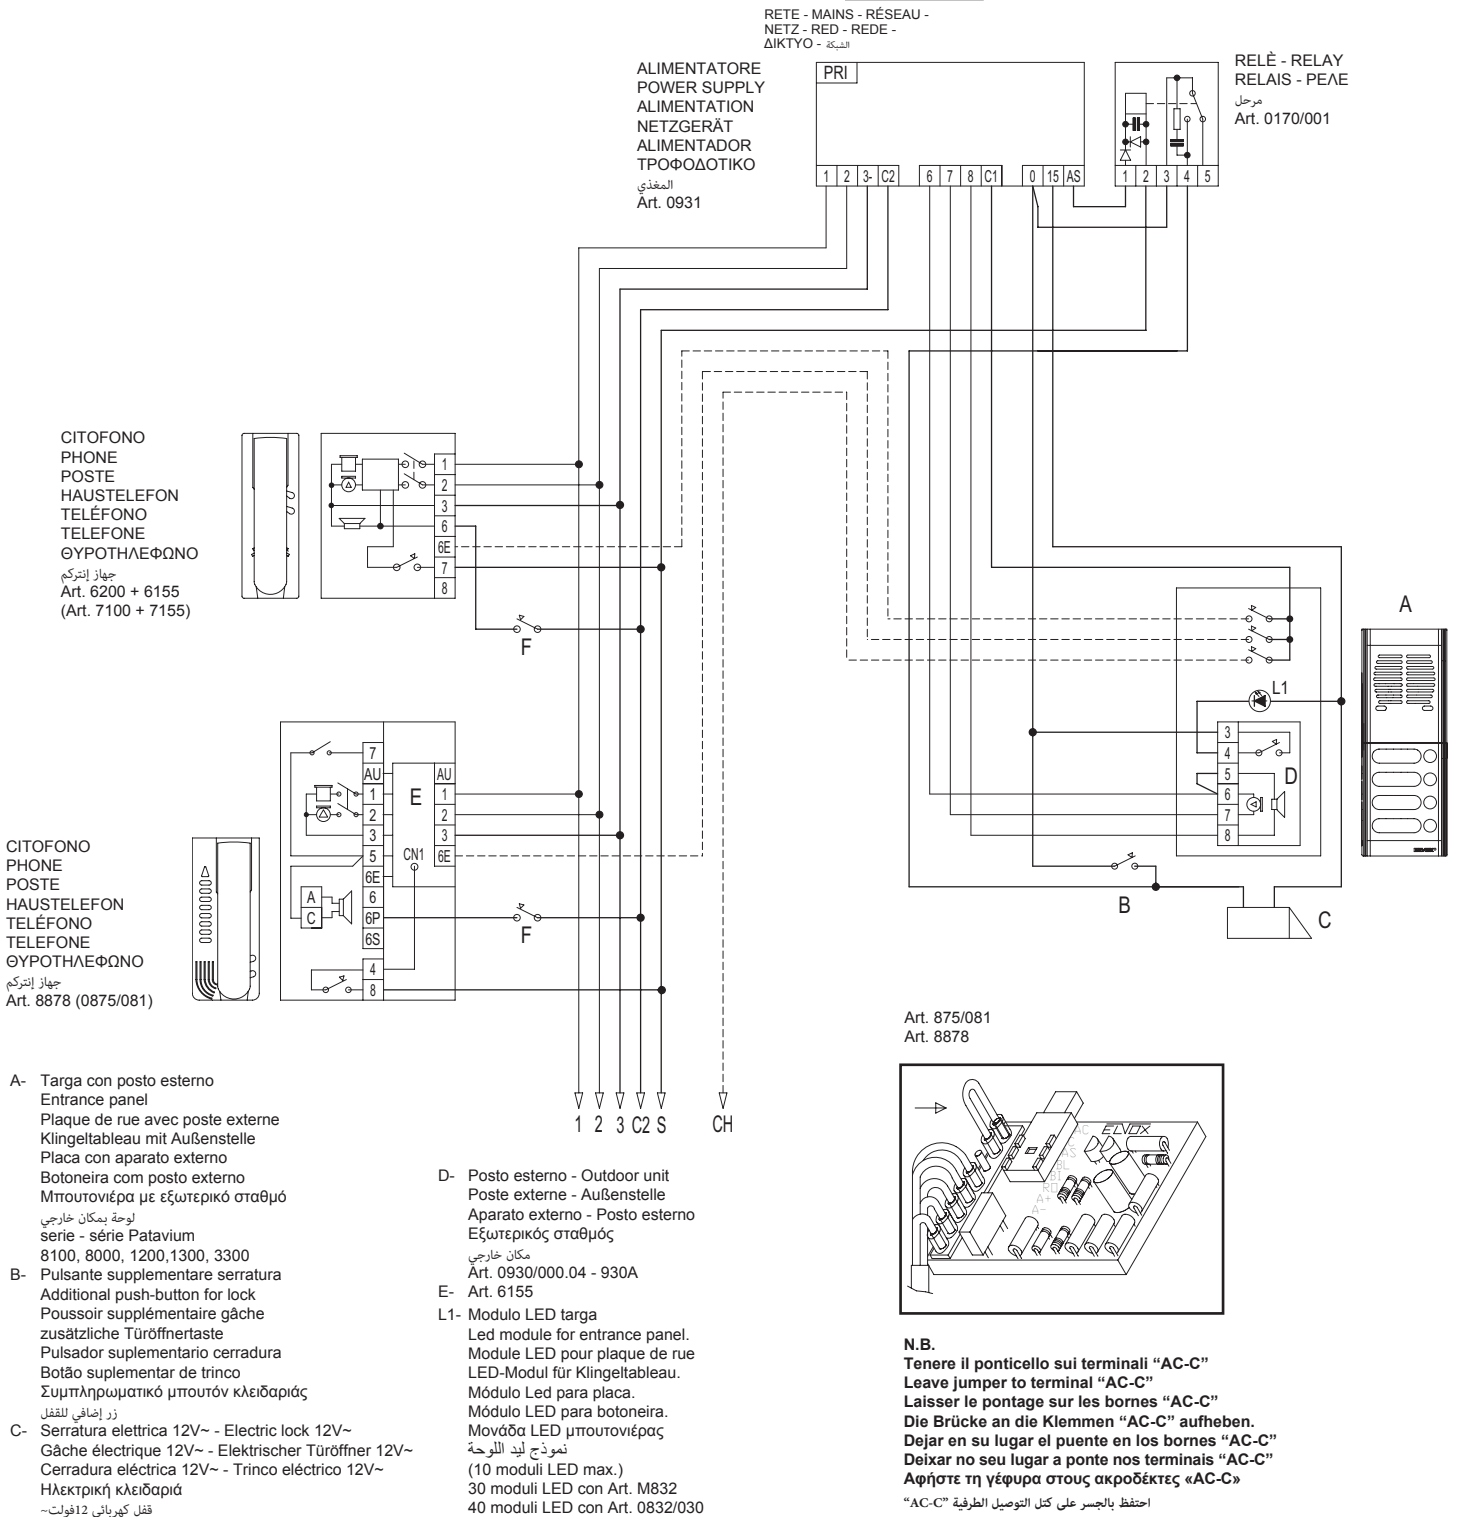 RETE - MAINS - RÉSEAU -
NETZ - RED - REDE -
ΔΙΚΤΥΟ - الشبكة
ALIMENTATORE
POWER SUPPLY
ALIMENTATION
NETZGERÄT
ALIMENTADOR
ΤΡΟΦΟΔΟΤΙΚΟ
المغذي
Art. 0931
PRI
1 2 3- C2 6 7 8 C1 0 15 AS
1 2 3 4 5
RELÈ - RELAY
RELAIS - ΡΕΛΕ
مرحل
Art. 0170/001
CITOFONO
PHONE
POSTE
HAUSTELEFON
TELÉFONO
TELEFONE
ΘΥΡΟΤΗΛΕΦΩΝΟ
جهاز إنتركم
Art. 6200 + 6155
(Art. 7100 + 7155)
1
2
3
6
6E
7
8
F
A
L1
3
4
5
6
7
8
D
B
C
CITOFONO
PHONE
POSTE
HAUSTELEFON
TELÉFONO
TELEFONE
ΘΥΡΟΤΗΛΕΦΩΝΟ
جهاز إنتركم
Art. 8878 (0875/081)
7
AU
1
2
3
5
6E
6
6P
6S
4
8
A
C
E
CN1
AU
1
2
3
6E
F
1 2 3 C2 S CH
A- Targa con posto esterno
Entrance panel
Plaque de rue avec poste externe
Klingeltableau mit Außenstelle
Placa con aparato externo
Botoneira com posto externo
Μπουτονιέρα με εξωτερικό σταθμό
لوحة بمكان خارجي
serie - série Patavium
8100, 8000, 1200,1300, 3300
B- Pulsante supplementare serratura
Additional push-button for lock
Poussoir supplémentaire gâche
zusätzliche Türöffnertaste
Pulsador suplementario cerradura
Botão suplementar de trinco
Συμπληρωματικό μπουτόν κλειδαριάς
زر إضافي للقفل
C- Serratura elettrica 12V~ - Electric lock 12V~
Gâche électrique 12V~ - Elektrischer Türöffner 12V~
Cerradura eléctrica 12V~ - Trinco eléctrico 12V~
Ηλεκτρική κλειδαριά
قفل كهربائي 12فولت~
D- Posto esterno - Outdoor unit
Poste externe - Außenstelle
Aparato externo - Posto esterno
Εξωτερικός σταθμός
مكان خارجي
Art. 0930/000.04 - 930A
E- Art. 6155
L1- Modulo LED targa
Led module for entrance panel.
Module LED pour plaque de rue
LED-Modul für Klingeltableau.
Módulo Led para placa.
Módulo LED para botoneira.
Μονάδα LED μπουτονιέρας
نموذج ليد اللوحة
(10 moduli LED max.)
30 moduli LED con Art. M832
40 moduli LED con Art. 0832/030
Art. 875/081
Art. 8878
ELVOX
AC
C
AS
BL
BI
RO
A+
A-
N.B.
Tenere il ponticello sui terminali “AC-C”
Leave jumper to terminal “AC-C”
Laisser le pontage sur les bornes “AC-C”
Die Brücke an die Klemmen “AC-C” aufheben.
Dejar en su lugar el puente en los bornes “AC-C”
Deixar no seu lugar a ponte nos terminais “AC-C”
Αφήστε τη γέφυρα στους ακροδέκτες «AC-C»
احتفظ بالجسر على كتل التوصيل الطرفية “AC-C”